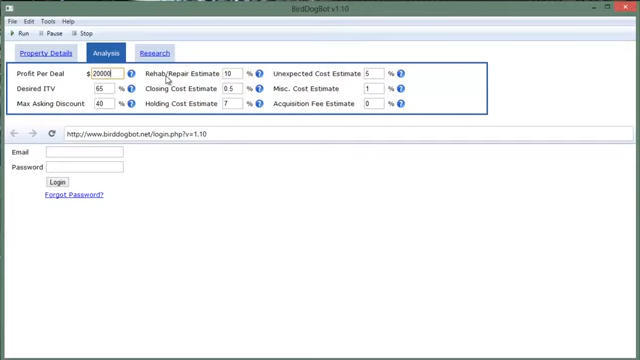 BirdDogBot v1.10
File Edit Tools Help
Run Pause Stop
Property Details Analysis Research
Profit Per Deal $ 20000 ? Rehab/Repair Estimate 10 % ? Unexpected Cost Estimate 5 % ?
Desired ITV 65 % ? Closing Cost Estimate 0.5 % ? Misc. Cost Estimate 1 % ?
Max Asking Discount 40 % ? Holding Cost Estimate 7 % ? Acquisition Fee Estimate 0 % ?
http://www.birddogbot.net/login.php?v=1.10
Email
Password
Login
Forgot Password?